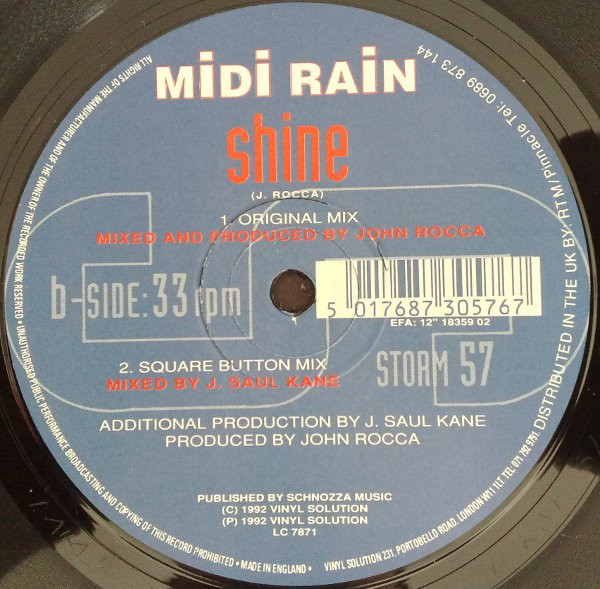 MiDi RAiN
shine
(J. ROCCA)
1. ORIGINAL MIX
MIXED AND PRODUCED BY JOHN ROCCA
b-SIDE: 33 rpm
5 017687 305767
EFA: 12" 18359 02
2. SQUARE BUTTON MIX
MIXED BY J. SAUL KANE
STORM 57
ADDITIONAL PRODUCTION BY J. SAUL KANE
PRODUCED BY JOHN ROCCA
PUBLISHED BY SCHNOZZA MUSIC
(C) 1992 VINYL SOLUTION
(P) 1992 VINYL SOLUTION
LC 7871
ALL RIGHTS OF THE MANUFACTURER AND OF THE OWNER OF THE RECORDED WORK RESERVED • UNAUTHORISED PUBLIC PERFORMANCE BROADCASTING AND COPYING OF THIS RECORD PROHIBITED • MADE IN ENGLAND • VINYL SOLUTION 231, PORTOBELLO ROAD, LONDON W11 1LT TEL: 071 792 9791
DISTRIBUTED IN THE UK BY: RTM/Pinnacle Tel: 0689 873 144